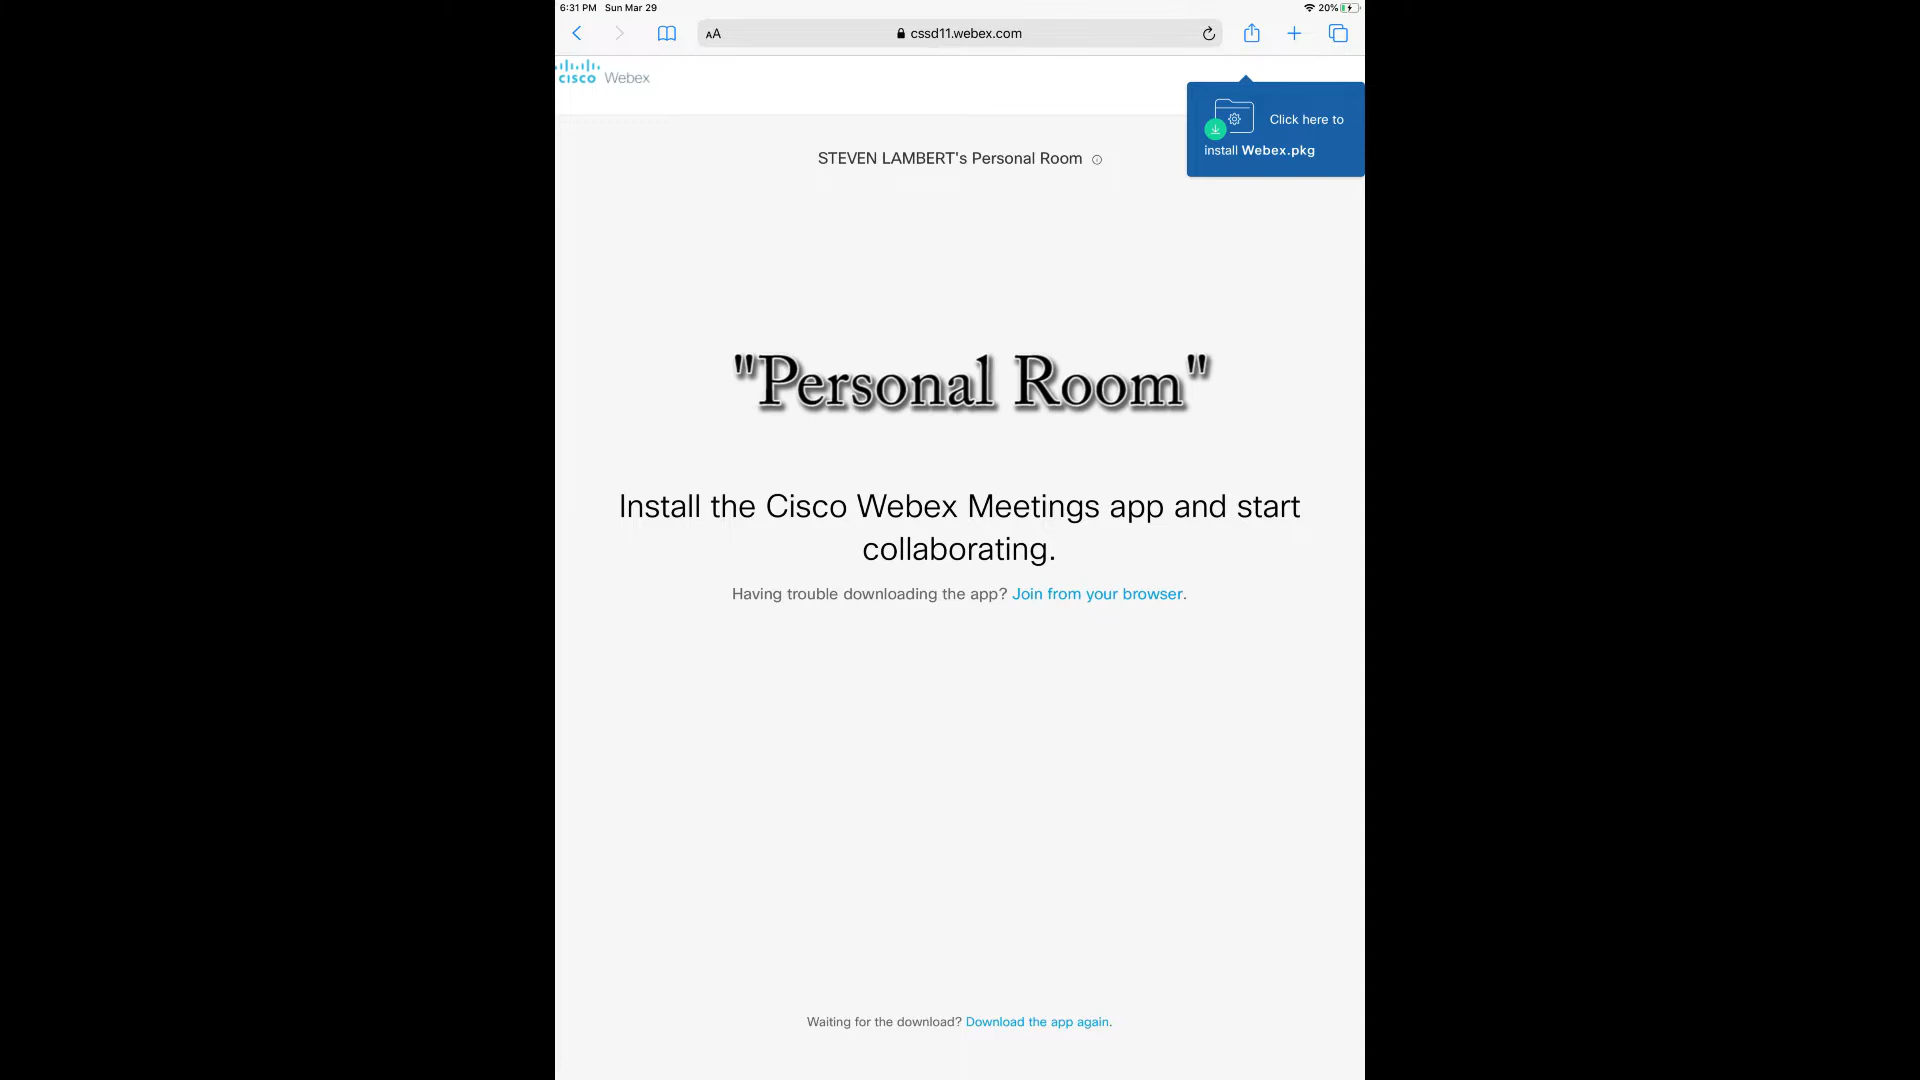 6:31 PM Sun Mar 29
20%
AA
cssd11.webex.com
CISCO Webex
Click here to
install Webex.pkg
STEVEN LAMBERT's Personal Room
"Personal Room"
Install the Cisco Webex Meetings app and start
collaborating.
Having trouble downloading the app? Join from your browser.
Waiting for the download? Download the app again.